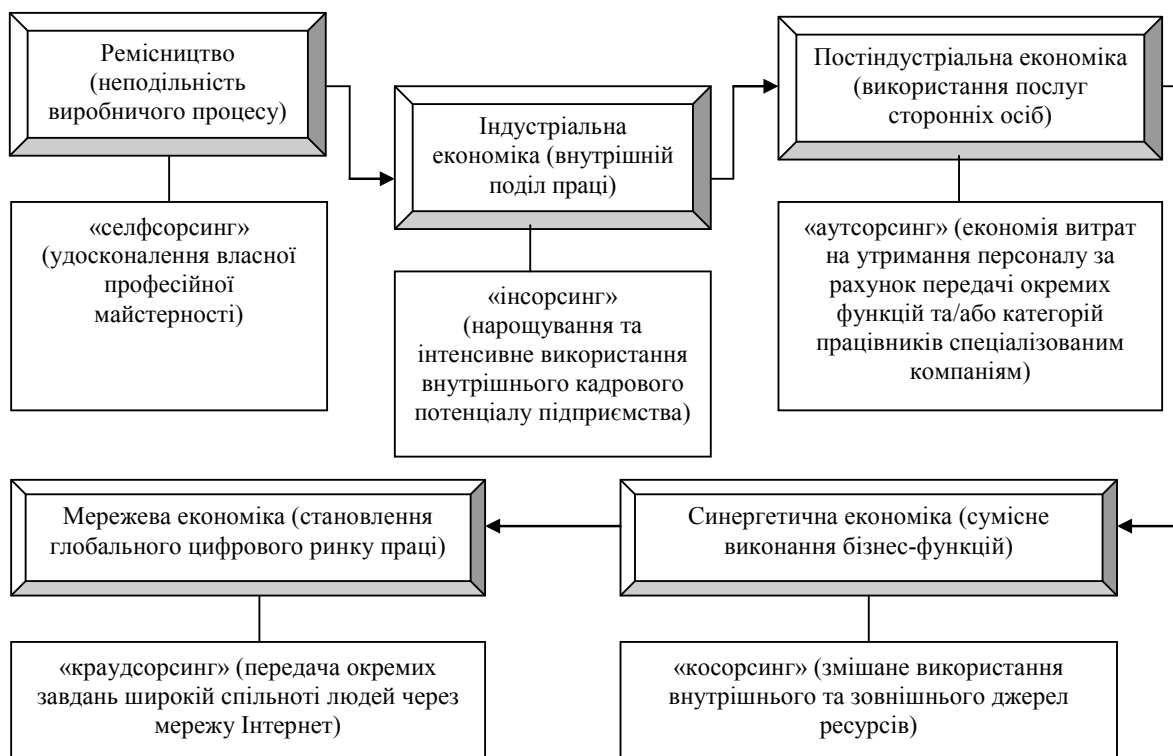 Ремісництво
(неподільність
виробничого процесу)
Індустріальна
економіка (внутрішній
поділ праці)
Постіндустріальна економіка
(використання послуг
сторонніх осіб)
«селфсорсинг»
(удосконалення власної
професійної
майстерності)
«інсорсинг»
(нарощування та
інтенсивне використання
внутрішнього кадрового
потенціалу підприємства)
«аутсорсинг» (економія витрат
на утримання персоналу за
рахунок передачі окремих
функцій та/або категорій
працівників спеціалізованим
компаніям)
Мережева економіка (становлення
глобального цифрового ринку праці)
Синергетична економіка (сумісне
виконання бізнес-функцій)
«краудсорсинг» (передача окремих
завдань широкій спільноті людей через
мережу Інтернет)
«косорсинг» (змішане використання
внутрішнього та зовнішнього джерел
ресурсів)